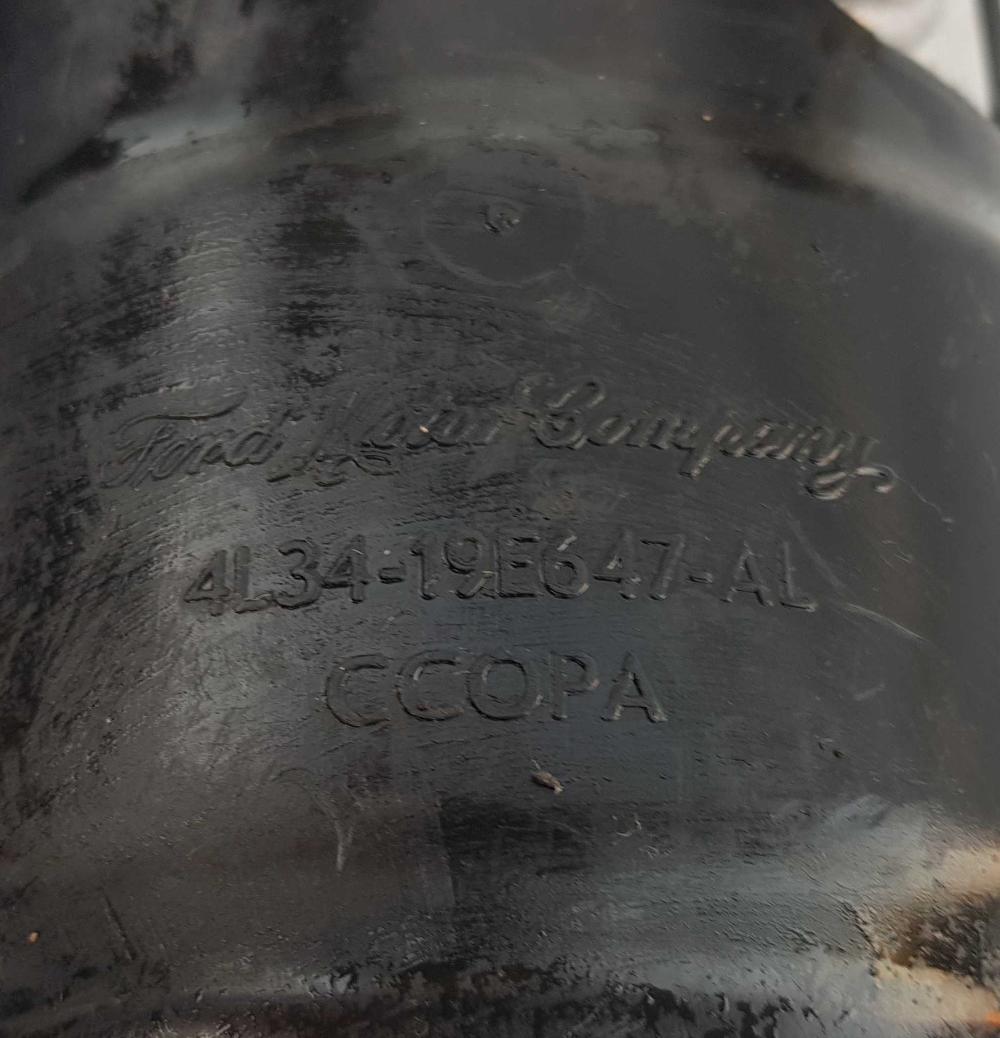 Ford Motor Company
4L34-19E647-AL
CCOPA